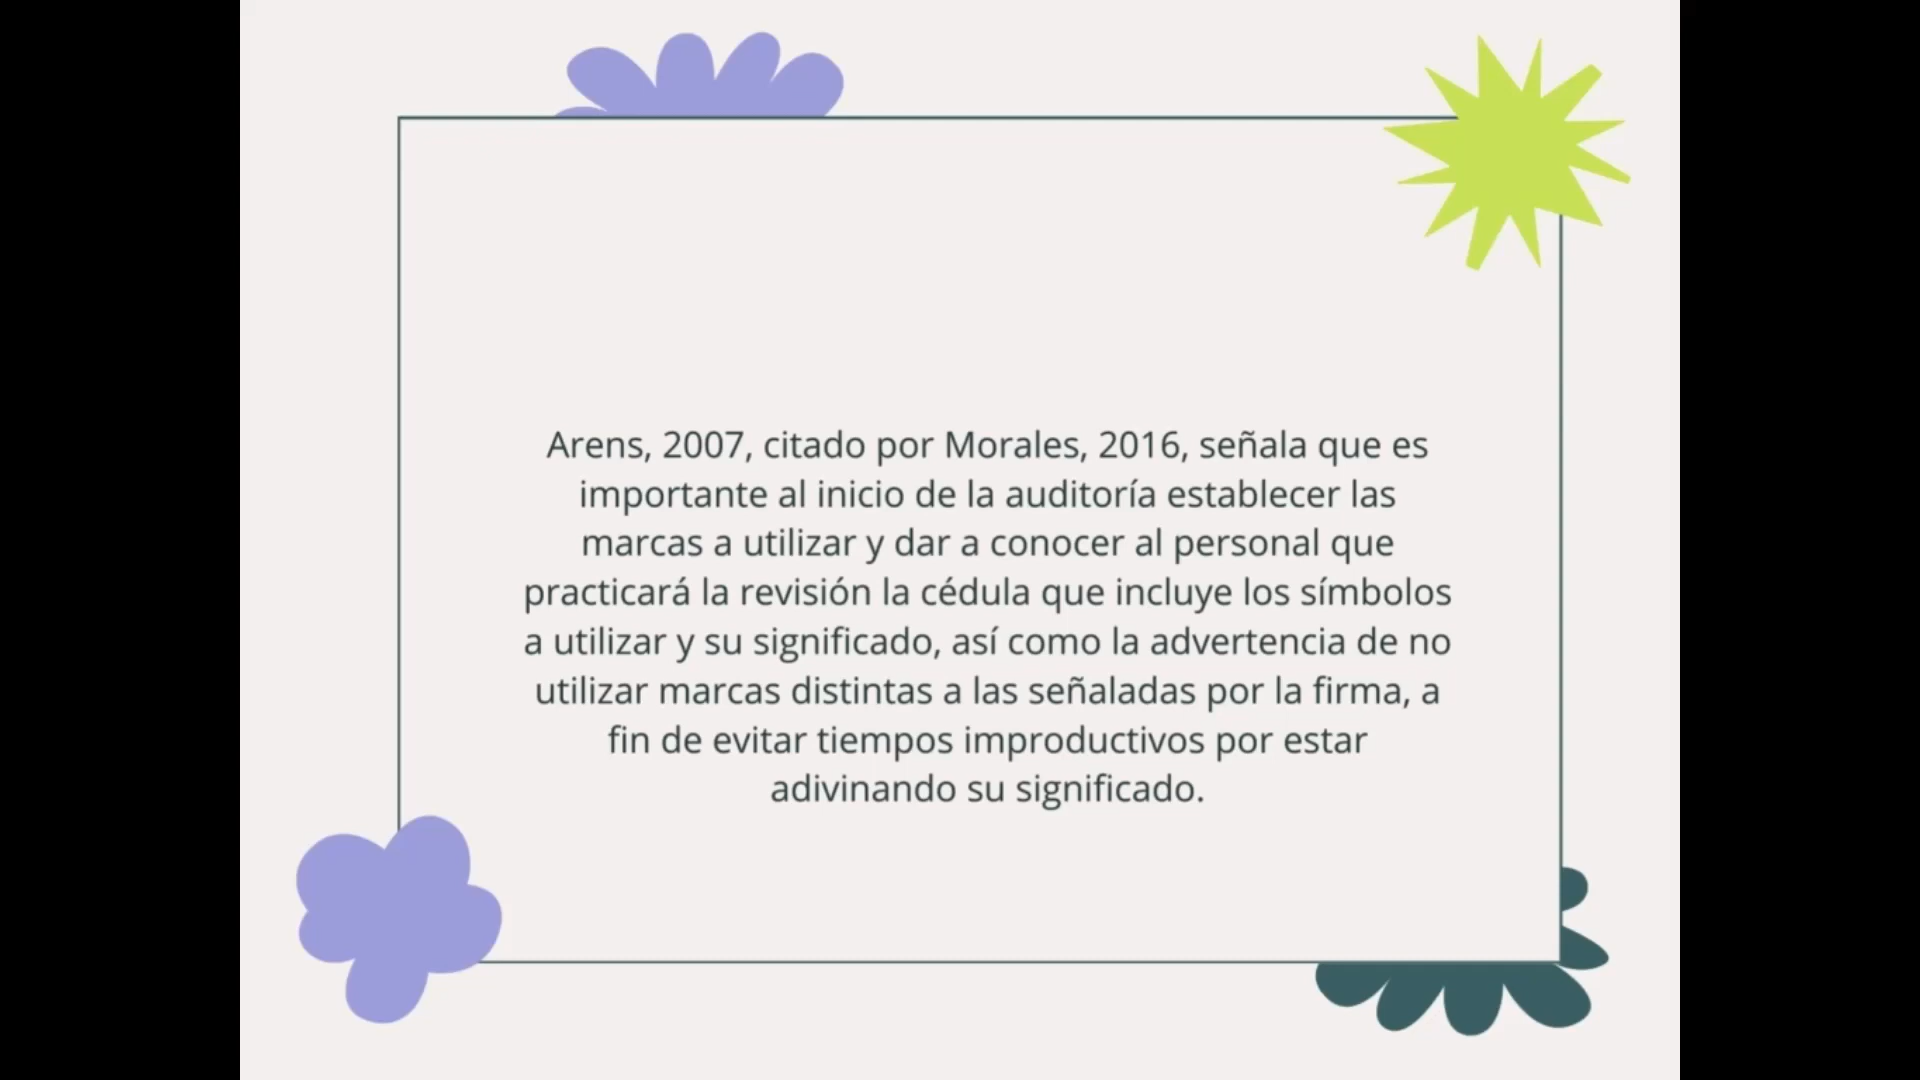 Arens, 2007, citado por Morales, 2016, señala que es
importante al inicio de la auditoría establecer las
marcas a utilizar y dar a conocer al personal que
practicará la revisión la cédula que incluye los símbolos
a utilizar y su significado, así como la advertencia de no
utilizar marcas distintas a las señaladas por la firma, a
fin de evitar tiempos improductivos por estar
adivinando su significado.